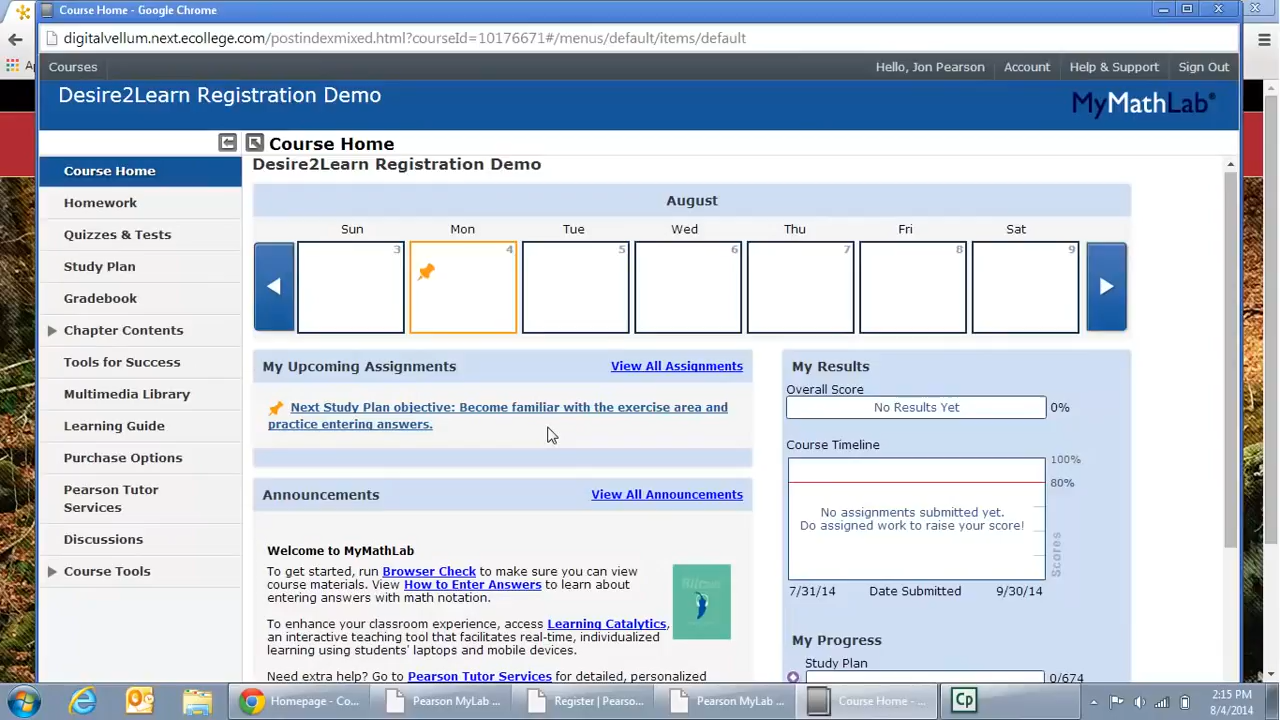 Course Home - Google Chrome
digitalvellum.next.ecollege.com/postindexmixed.html?courseId=10176671#/menus/default/items/default
Courses
Hello, Jon Pearson
Account
Help & Support
Sign Out
Desire2Learn Registration Demo
MyMathLab®
Course Home
Desire2Learn Registration Demo
Course Home
Homework
Quizzes & Tests
Study Plan
Gradebook
Chapter Contents
Tools for Success
Multimedia Library
Learning Guide
Purchase Options
Pearson Tutor
Services
Discussions
Course Tools
August
Sun Mon Tue Wed Thu Fri Sat
3 4 5 6 7 8 9
My Upcoming Assignments
View All Assignments
Next Study Plan objective: Become familiar with the exercise area and
practice entering answers.
Announcements
View All Announcements
Welcome to MyMathLab
To get started, run Browser Check to make sure you can view
course materials. View How to Enter Answers to learn about
entering answers with math notation.
To enhance your classroom experience, access Learning Catalytics,
an interactive teaching tool that facilitates real-time, individualized
learning using students' laptops and mobile devices.
Need extra help? Go to Pearson Tutor Services for detailed, personalized
My Results
Overall Score
No Results Yet 0%
Course Timeline
100%
80%
No assignments submitted yet.
Do assigned work to raise your score!
Scores
7/31/14 Date Submitted 9/30/14
My Progress
Study Plan
0/674
Homepage - Co...
Pearson MyLab ...
Register | Pearso...
Pearson MyLab ...
Course Home - ...
Cp
2:15 PM
8/4/2014